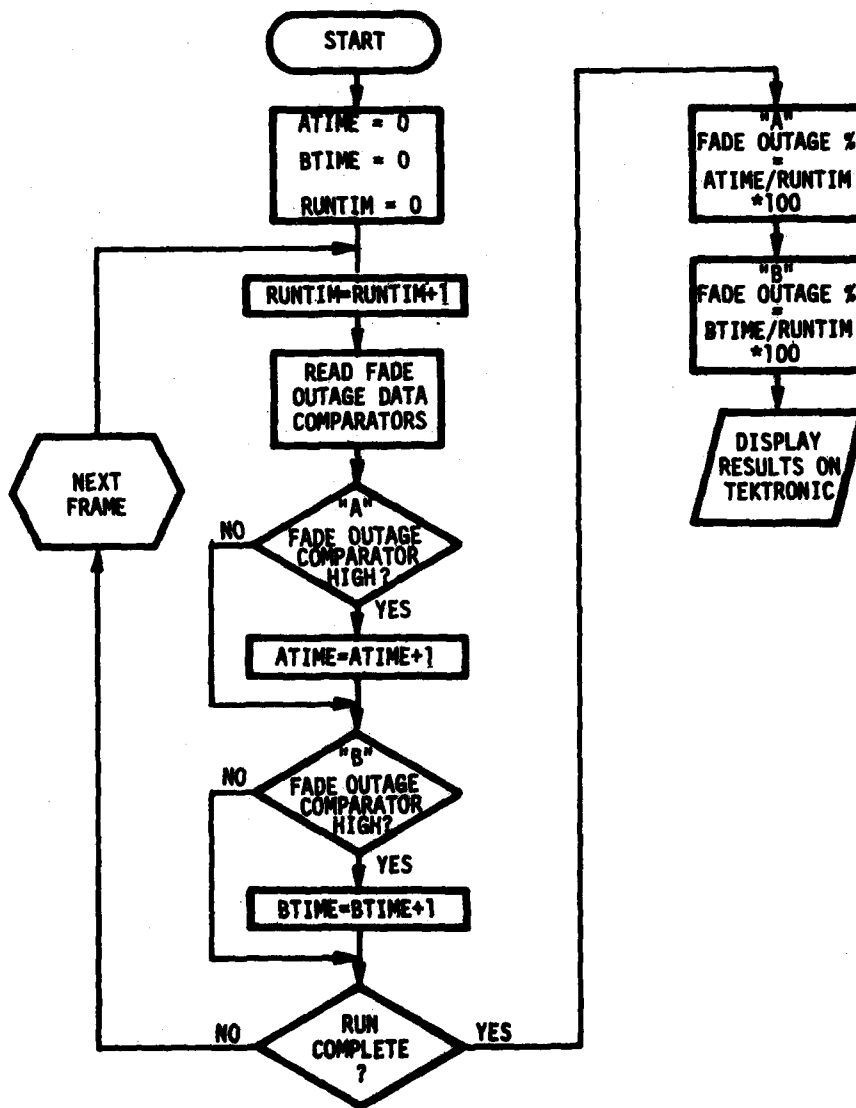 START
ATIME = 0
BTIME = 0
RUNTIM = 0
RUNTIM=RUNTIM+1
READ FADE
OUTAGE DATA
COMPARATORS
NEXT
FRAME
"A"
FADE OUTAGE
COMPARATOR
HIGH?
NO
YES
ATIME=ATIME+1
"B"
FADE OUTAGE
COMPARATOR
HIGH?
NO
YES
BTIME=BTIME+1
RUN
COMPLETE
?
NO
YES
"A"
FADE OUTAGE %
=
ATIME/RUNTIM
*100
"B"
FADE OUTAGE %
=
BTIME/RUNTIM
*100
DISPLAY
RESULTS ON
TEKTRONIC